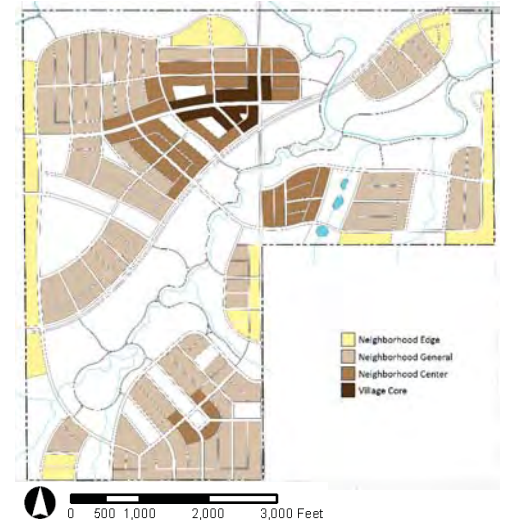 Neighborhood Edge
Neighborhood General
Neighborhood Center
Village Core
0 500 1,000 2,000 3,000 Feet